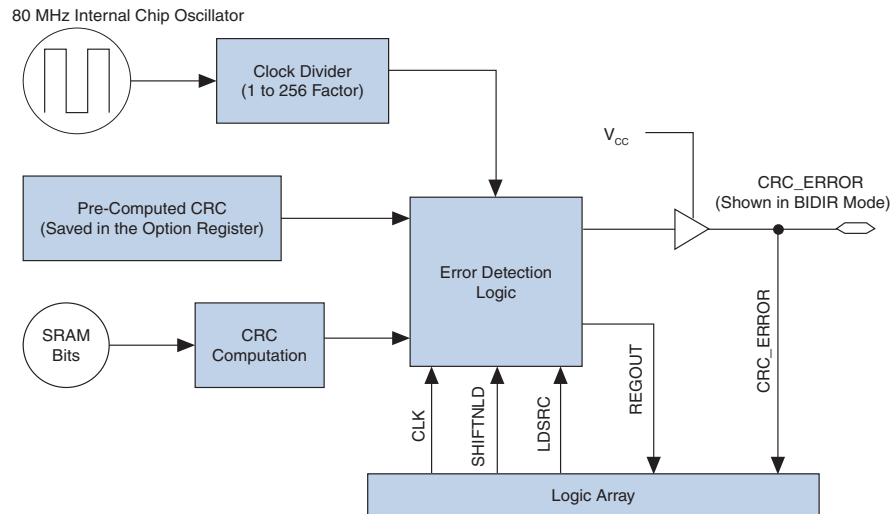 80 MHz Internal Chip Oscillator
Clock Divider
(1 to 256 Factor)
VCC
CRC_ERROR
(Shown in BIDIR Mode)
Pre-Computed CRC
(Saved in the Option Register)
Error Detection
Logic
SRAM
Bits
CRC
Computation
CLK
SHIFTNLD
LDSRC
REGOUT
CRC_ERROR
Logic Array